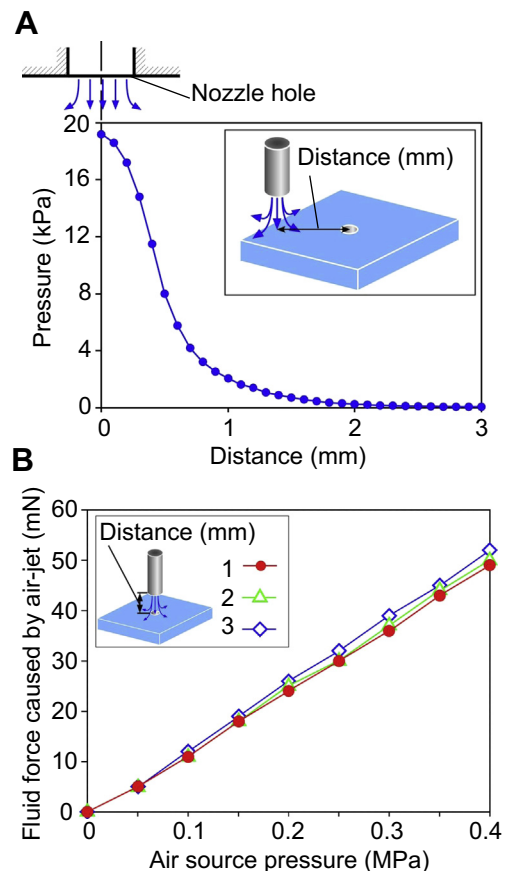 A
Nozzle hole
20
16
12
8
4
0
Pressure (kPa)
Distance (mm)
0
1
2
3
Distance (mm)
B
60
50
40
30
20
10
0
Fluid force caused by air-jet (mN)
Distance (mm)
1
2
3
0
0.1
0.2
0.3
0.4
Air source pressure (MPa)